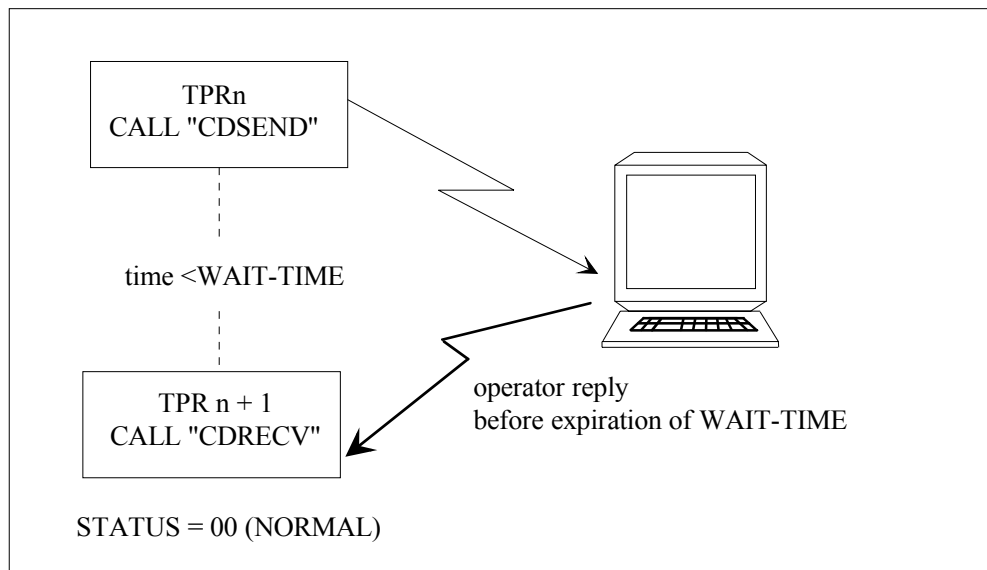 TPRn
CALL "CDSEND"
time <WAIT-TIME
operator reply
before expiration of WAIT-TIME
TPR n + 1
CALL "CDRECV"
STATUS = 00 (NORMAL)